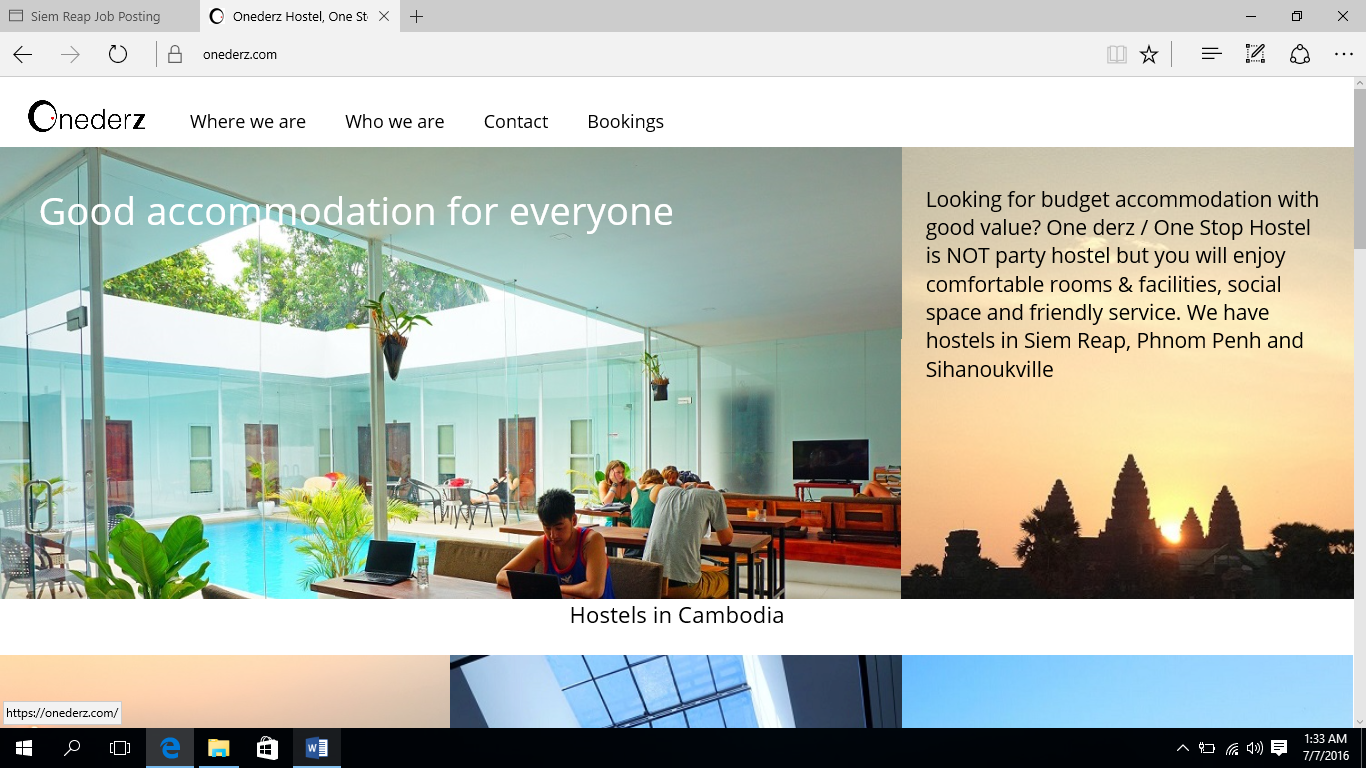 Siem Reap Job Posting
Onederz Hostel, One St
onederz.com
Onederz
Where we are
Who we are
Contact
Bookings
Good accommodation for everyone
Looking for budget accommodation with
good value? One derz / One Stop Hostel
is NOT party hostel but you will enjoy
comfortable rooms & facilities, social
space and friendly service. We have
hostels in Siem Reap, Phnom Penh and
Sihanoukville
Hostels in Cambodia
https://onederz.com/
1:33 AM
7/7/2016